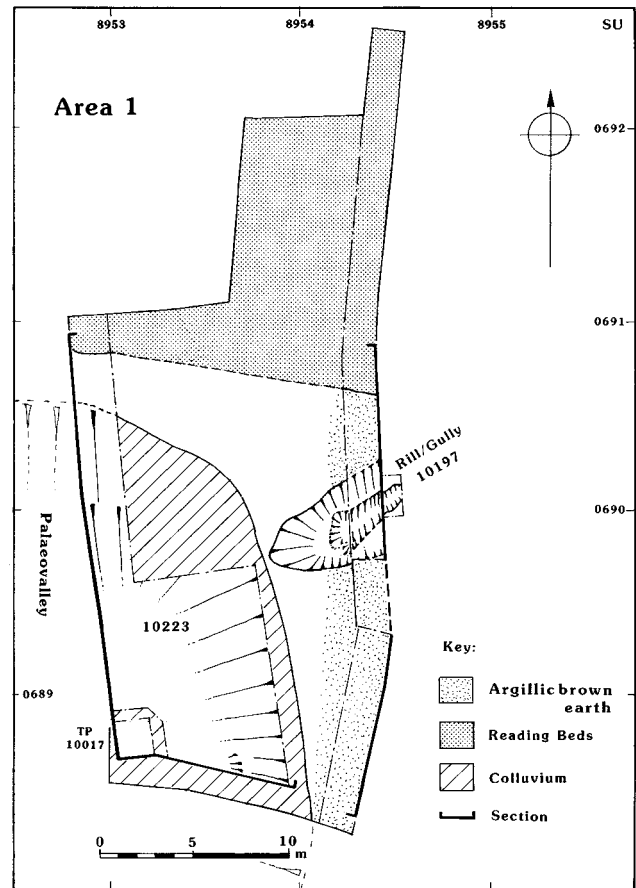 8953 8954 8955 SU
Area 1
0692
0691
Rill/Gully
10197
0690
Palaeovalley
10223
Key:
0689
Argillic brown
earth
TP
10017
Reading Beds
Colluvium
Section
0 5 10
m